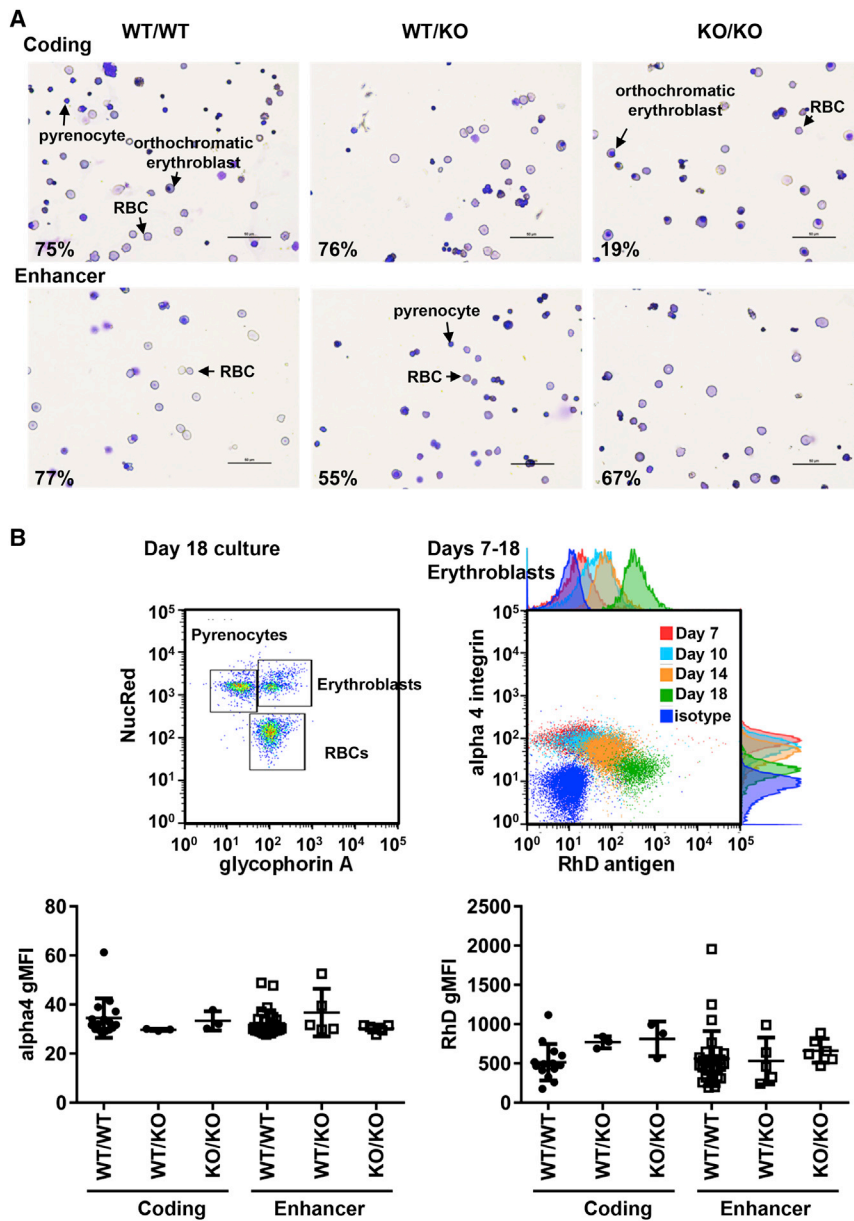 A
WT/WT
WT/KO
KO/KO
Coding
pyrenocyte
orthochromatic
erythroblast
RBC
75%
76%
orthochromatic
erythroblast
RBC
19%
Enhancer
RBC
77%
pyrenocyte
RBC
55%
67%
B
Day 18 culture
10⁵
10⁴
10³
10²
10¹
10⁰
NucRed
Pyrenocytes
Erythroblasts
RBCs
10⁰ 10¹ 10² 10³ 10⁴ 10⁵
glycophorin A
Days 7-18
Erythroblasts
10⁵
10⁴
10³
10²
10¹
10⁰
alpha 4 integrin
Day 7
Day 10
Day 14
Day 18
isotype
10⁰ 10¹ 10² 10³ 10⁴ 10⁵
RhD antigen
alpha4 gMFI
80
60
40
20
0
WT/WT
WT/KO
KO/KO
WT/WT
WT/KO
KO/KO
Coding
Enhancer
RhD gMFI
2500
2000
1500
1000
500
0
WT/WT
WT/KO
KO/KO
WT/WT
WT/KO
KO/KO
Coding
Enhancer